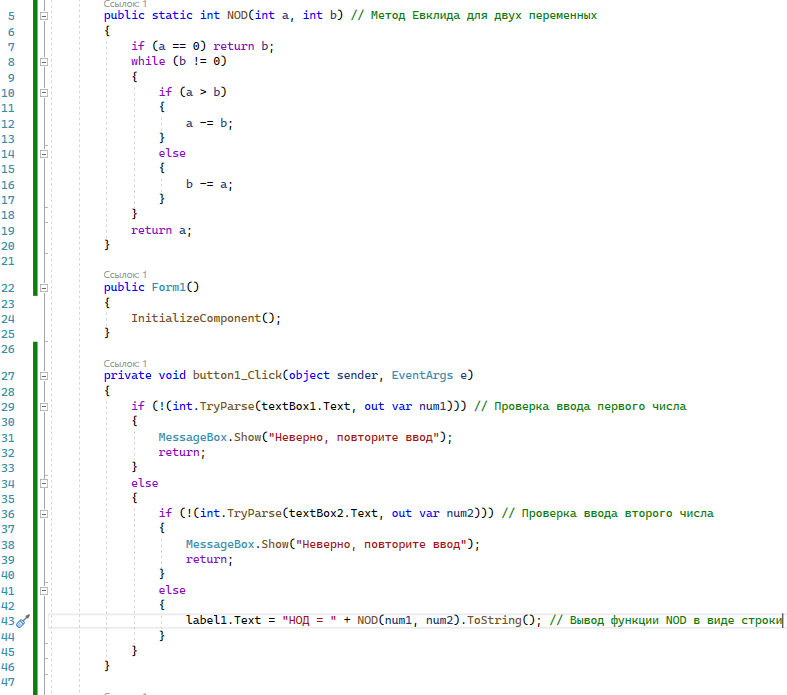 Ссылок: 1
5 public static int NOD(int a, int b) // Метод Евклида для двух переменных
6 {
7 if (a == 0) return b;
8 while (b != 0)
9 {
10 if (a > b)
11 {
12 a -= b;
13 }
14 else
15 {
16 b -= a;
17 }
18 }
19 return a;
20 }
21
Ссылок: 1
22 public Form1()
23 {
24 InitializeComponent();
25 }
26
Ссылок: 1
27 private void button1_Click(object sender, EventArgs e)
28 {
29 if (!(int.TryParse(textBox1.Text, out var num1))) // Проверка ввода первого числа
30 {
31 MessageBox.Show("Неверно, повторите ввод");
32 return;
33 }
34 else
35 {
36 if (!(int.TryParse(textBox2.Text, out var num2))) // Проверка ввода второго числа
37 {
38 MessageBox.Show("Неверно, повторите ввод");
39 return;
40 }
41 else
42 {
43 label1.Text = "НОД = " + NOD(num1, num2).ToString(); // Вывод функции NOD в виде строки
44 }
45 }
46 }
47